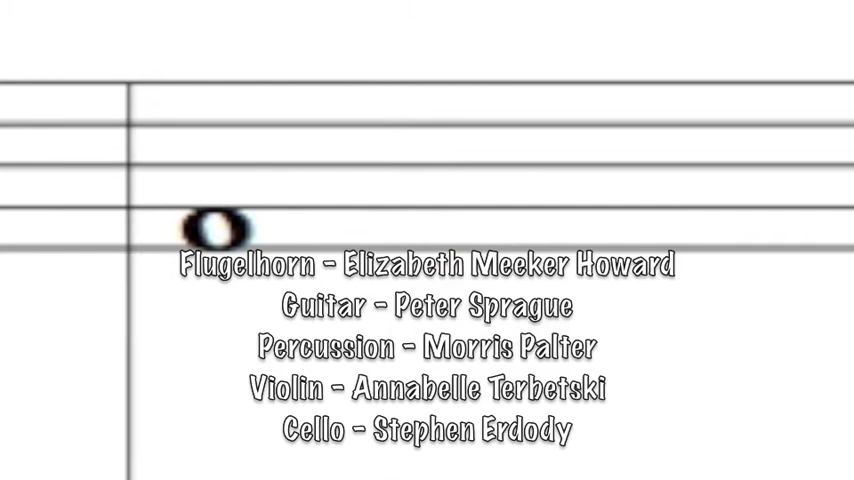 Flugelhorn - Elizabeth Meeker Howard
Guitar - Peter Sprague
Percussion - Morris Palter
Violin - Annabelle Terbetski
Cello - Stephen Erdody